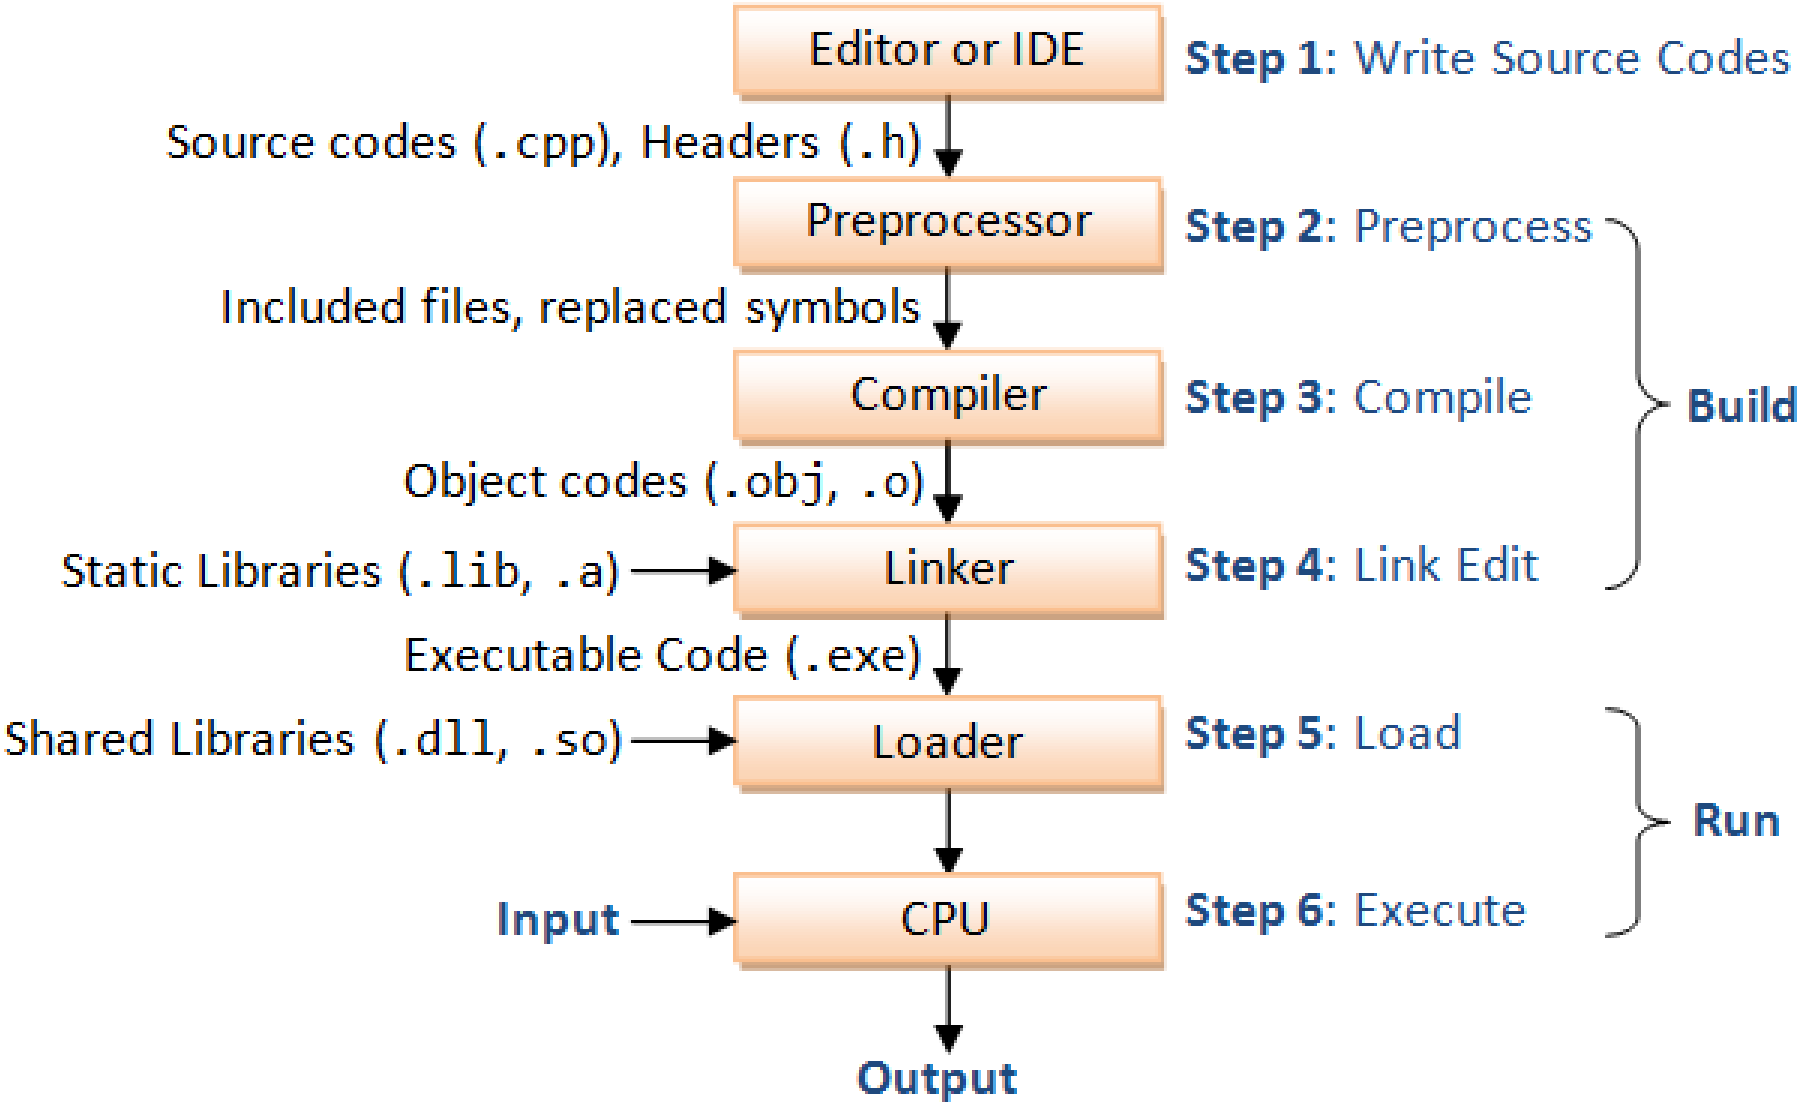 Editor or IDE
Step 1: Write Source Codes
Source codes (.cpp), Headers (.h)
Preprocessor
Step 2: Preprocess
Included files, replaced symbols
Compiler
Step 3: Compile
Build
Object codes (.obj, .o)
Static Libraries (.lib, .a)
Linker
Step 4: Link Edit
Executable Code (.exe)
Shared Libraries (.dll, .so)
Loader
Step 5: Load
Run
Input
CPU
Step 6: Execute
Output